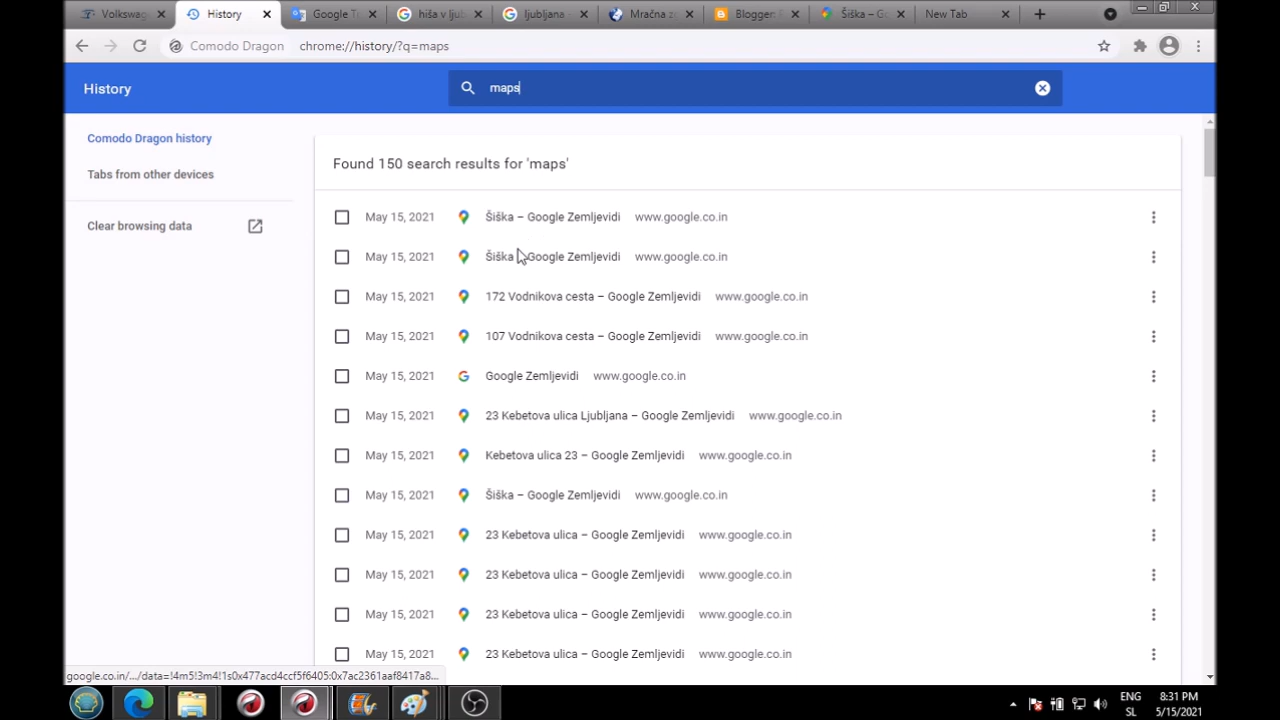 Volkswag
History
Google T
hiša v ljub
ljubljana -
Mračna z
Blogger:
Šiška – G
New Tab
Comodo Dragon chrome://history/?q=maps
History
maps
Comodo Dragon history
Tabs from other devices
Clear browsing data
Found 150 search results for 'maps'
May 15, 2021 Šiška – Google Zemljevidi www.google.co.in
May 15, 2021 Šiška – Google Zemljevidi www.google.co.in
May 15, 2021 172 Vodnikova cesta – Google Zemljevidi www.google.co.in
May 15, 2021 107 Vodnikova cesta – Google Zemljevidi www.google.co.in
May 15, 2021 Google Zemljevidi www.google.co.in
May 15, 2021 23 Kebetova ulica Ljubljana – Google Zemljevidi www.google.co.in
May 15, 2021 Kebetova ulica 23 – Google Zemljevidi www.google.co.in
May 15, 2021 Šiška – Google Zemljevidi www.google.co.in
May 15, 2021 23 Kebetova ulica – Google Zemljevidi www.google.co.in
May 15, 2021 23 Kebetova ulica – Google Zemljevidi www.google.co.in
May 15, 2021 23 Kebetova ulica – Google Zemljevidi www.google.co.in
May 15, 2021 23 Kebetova ulica – Google Zemljevidi www.google.co.in
google.co.in/.../data=!4m5!3m4!1s0x477acd4ccf5f6405:0x7ac2361aaf8417a8...
ENG
8:31 PM
SL
5/15/2021